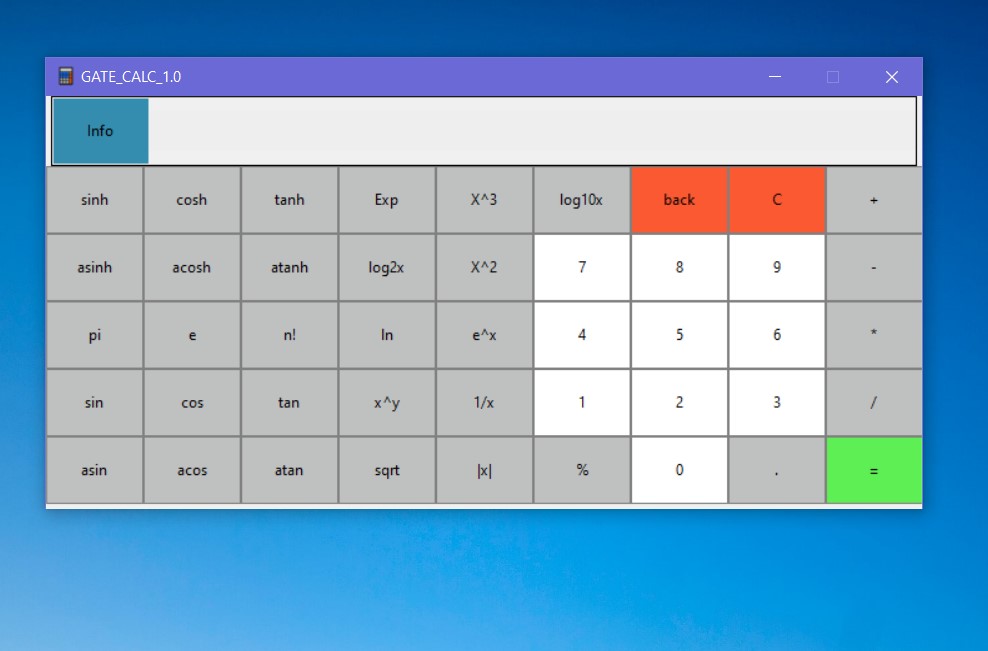 GATE_CALC_1.0
Info
sinh cosh tanh Exp X^3 log10x back C +
asinh acosh atanh log2x X^2 7 8 9 -
pi e n! ln e^x 4 5 6 *
sin cos tan x^y 1/x 1 2 3 /
asin acos atan sqrt |x| % 0 . =